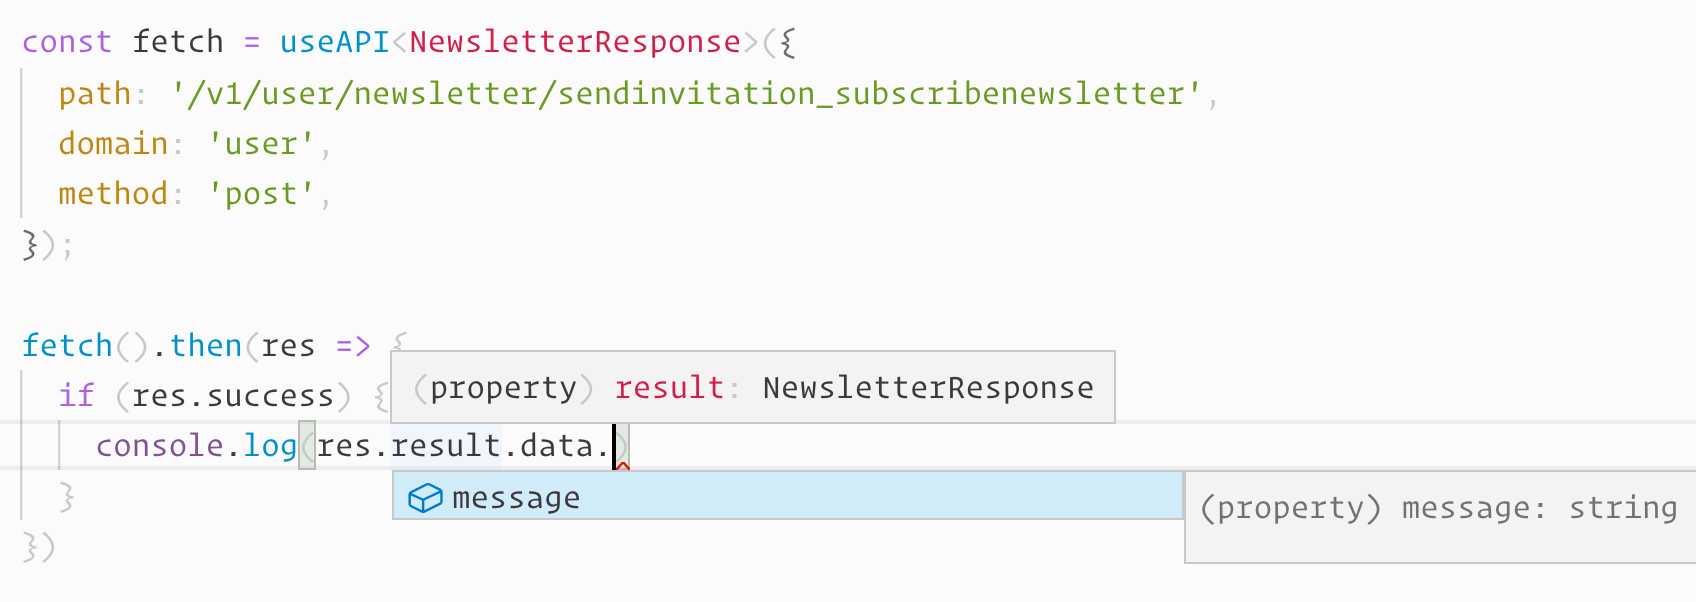 const fetch = useAPI<NewsletterResponse>({
path: '/v1/user/newsletter/sendinvitation_subscribenewsletter',
domain: 'user',
method: 'post',
});
fetch().then(res => {
if (res.success) {
(property) result: NewsletterResponse
console.log(res.result.data.)
message
(property) message: string
}
})